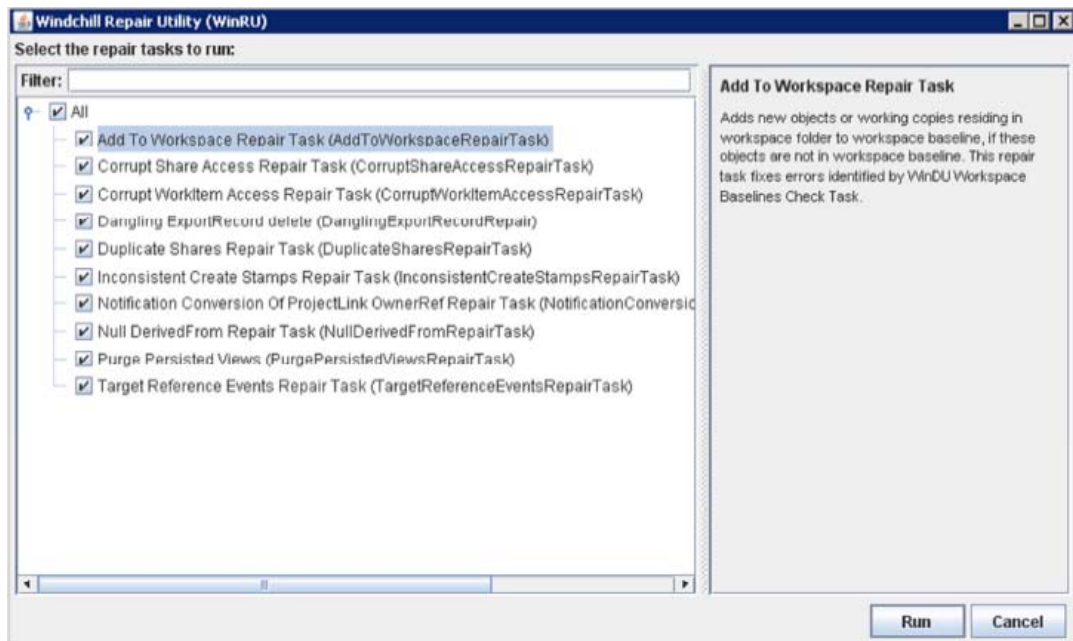 Windchill Repair Utility (WinRU)
Select the repair tasks to run:
Filter:
All
Add To Workspace Repair Task (AddToWorkspaceRepairTask)
Corrupt Share Access Repair Task (CorruptShareAccessRepairTask)
Corrupt WorkItem Access Repair Task (CorruptWorkItemAccessRepairTask)
Dangling ExportRecord delete (DanglingExportRecordRepair)
Duplicate Shares Repair Task (DuplicateSharesRepairTask)
Inconsistent Create Stamps Repair Task (InconsistentCreateStampsRepairTask)
Notification Conversion Of ProjectLink OwnerRef Repair Task (NotificationConversio
Null DerivedFrom Repair Task (NullDerivedFromRepairTask)
Purge Persisted Views (PurgePersistedViewsRepairTask)
Target Reference Events Repair Task (TargetReferenceEventsRepairTask)
Add To Workspace Repair Task
Adds new objects or working copies residing in
workspace folder to workspace baseline, if these
objects are not in workspace baseline. This repair
task fixes errors identified by WinDU Workspace
Baselines Check Task.
Run
Cancel